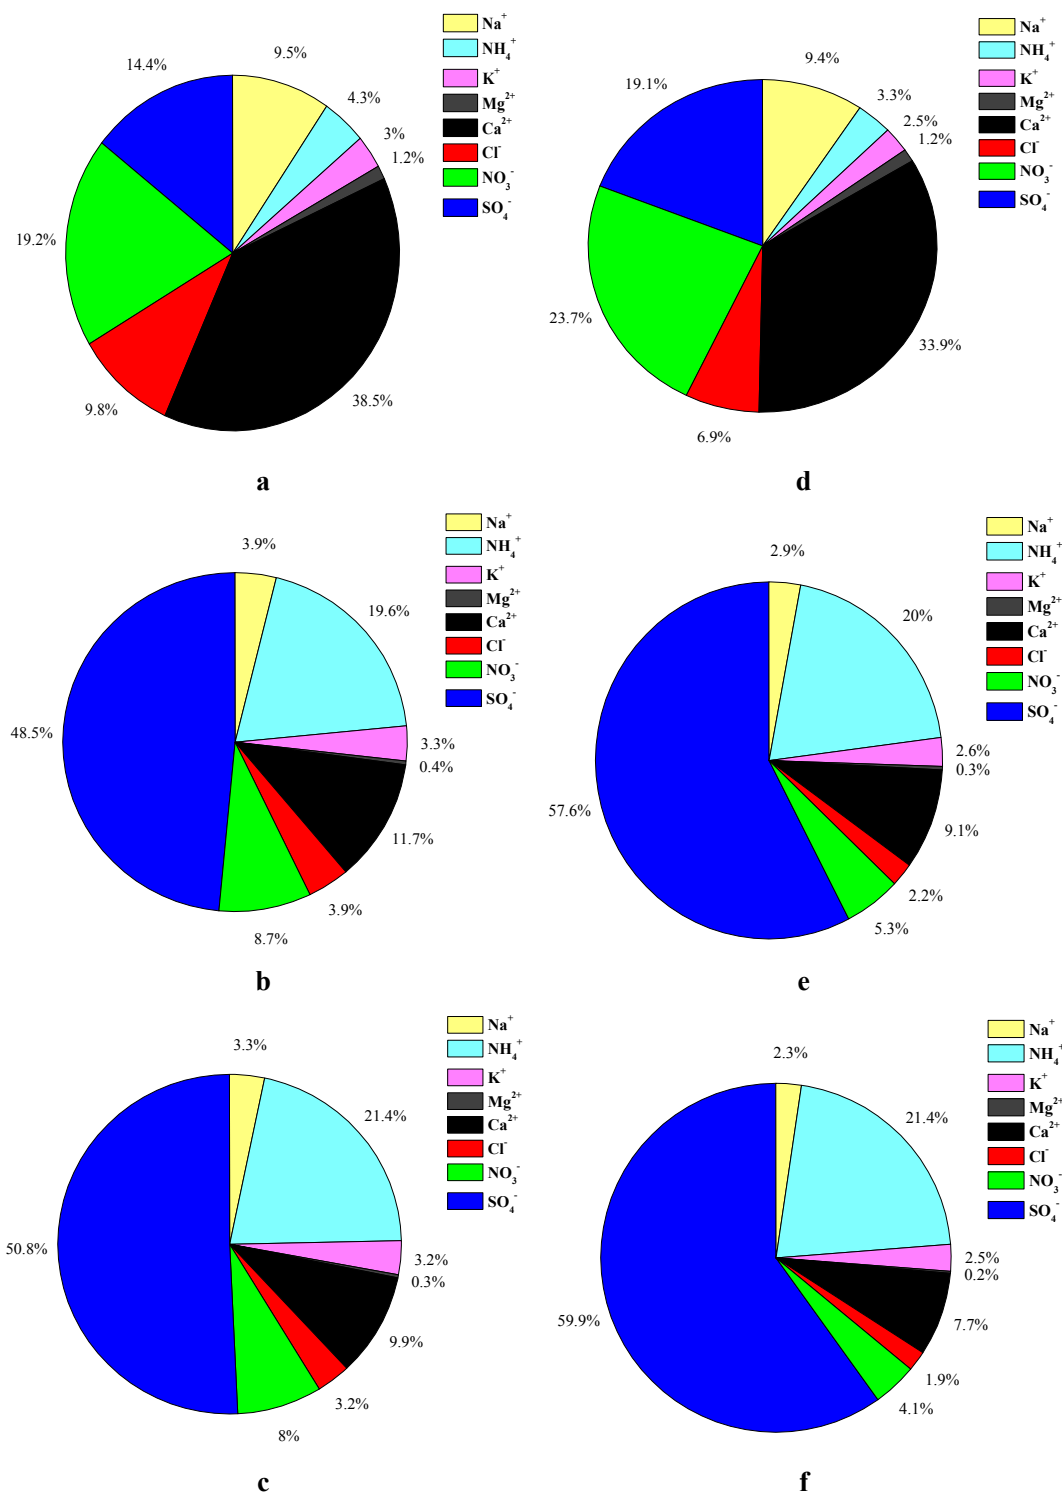 Na⁺
NH₄⁺
K⁺
Mg²⁺
Ca²⁺
Cl⁻
NO₃⁻
SO₄⁻
9.5%
4.3%
3%
1.2%
38.5%
9.8%
19.2%
14.4%
a
Na⁺
NH₄⁺
K⁺
Mg²⁺
Ca²⁺
Cl⁻
NO₃⁻
SO₄⁻
9.4%
3.3%
2.5%
1.2%
33.9%
6.9%
23.7%
19.1%
d
Na⁺
NH₄⁺
K⁺
Mg²⁺
Ca²⁺
Cl⁻
NO₃⁻
SO₄⁻
3.9%
19.6%
3.3%
0.4%
11.7%
3.9%
8.7%
48.5%
b
Na⁺
NH₄⁺
K⁺
Mg²⁺
Ca²⁺
Cl⁻
NO₃⁻
SO₄⁻
2.9%
20%
2.6%
0.3%
9.1%
2.2%
5.3%
57.6%
e
Na⁺
NH₄⁺
K⁺
Mg²⁺
Ca²⁺
Cl⁻
NO₃⁻
SO₄⁻
3.3%
21.4%
3.2%
0.3%
9.9%
3.2%
8%
50.8%
c
Na⁺
NH₄⁺
K⁺
Mg²⁺
Ca²⁺
Cl⁻
NO₃⁻
SO₄⁻
2.3%
21.4%
2.5%
0.2%
7.7%
1.9%
4.1%
59.9%
f